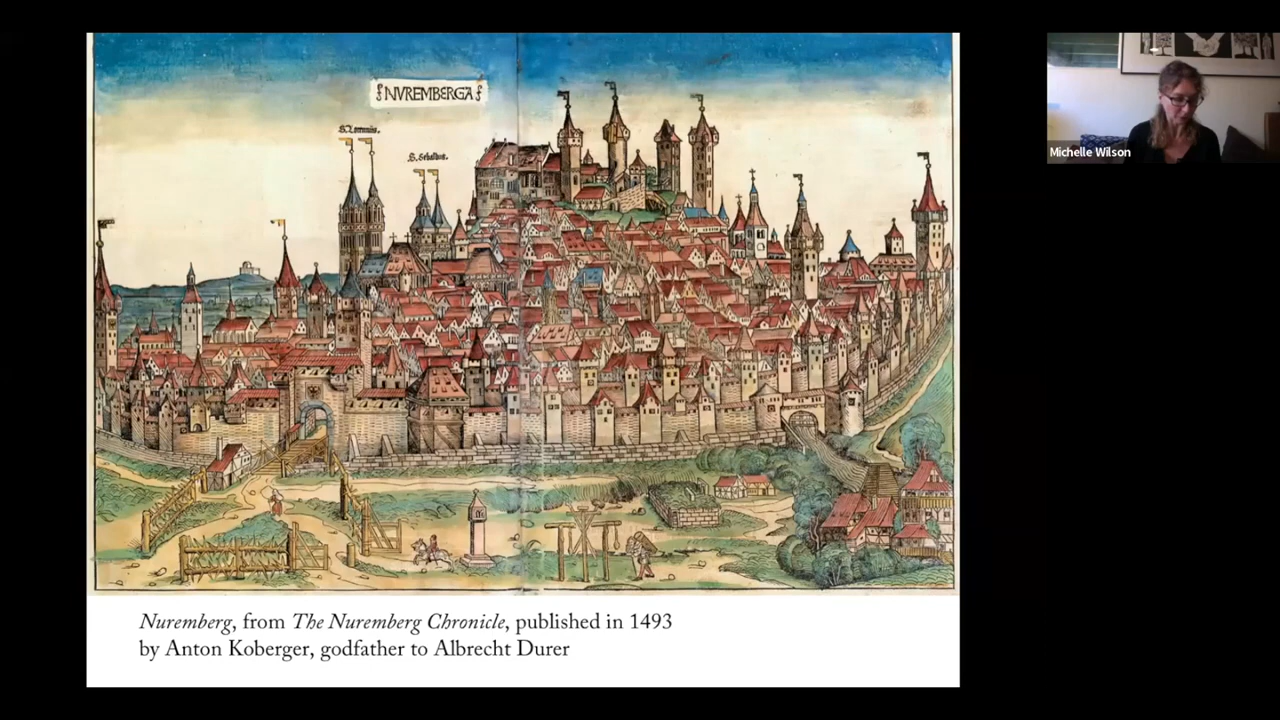 NVREMBERGA
S. Sebaldus.
Nuremberg, from The Nuremberg Chronicle, published in 1493
by Anton Koberger, godfather to Albrecht Durer
Michelle Wilson